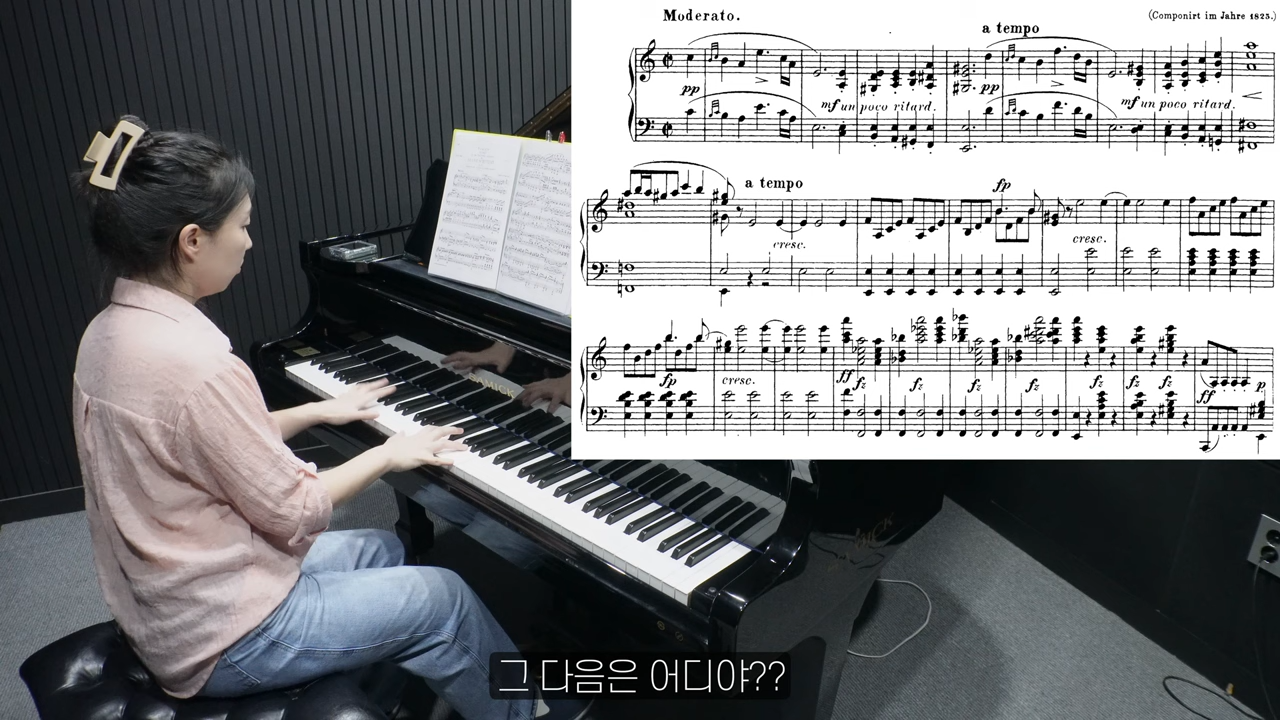 Moderato.
(Componirt im Jahre 1825.)
a tempo
pp
mf un poco ritard.
pp
mf un poco ritard.
a tempo
fp
cresc.
cresc.
fp
cresc.
ff fz
fz
fz
fz
fz
fz
fz
ff
p
그 다음은 어디야??